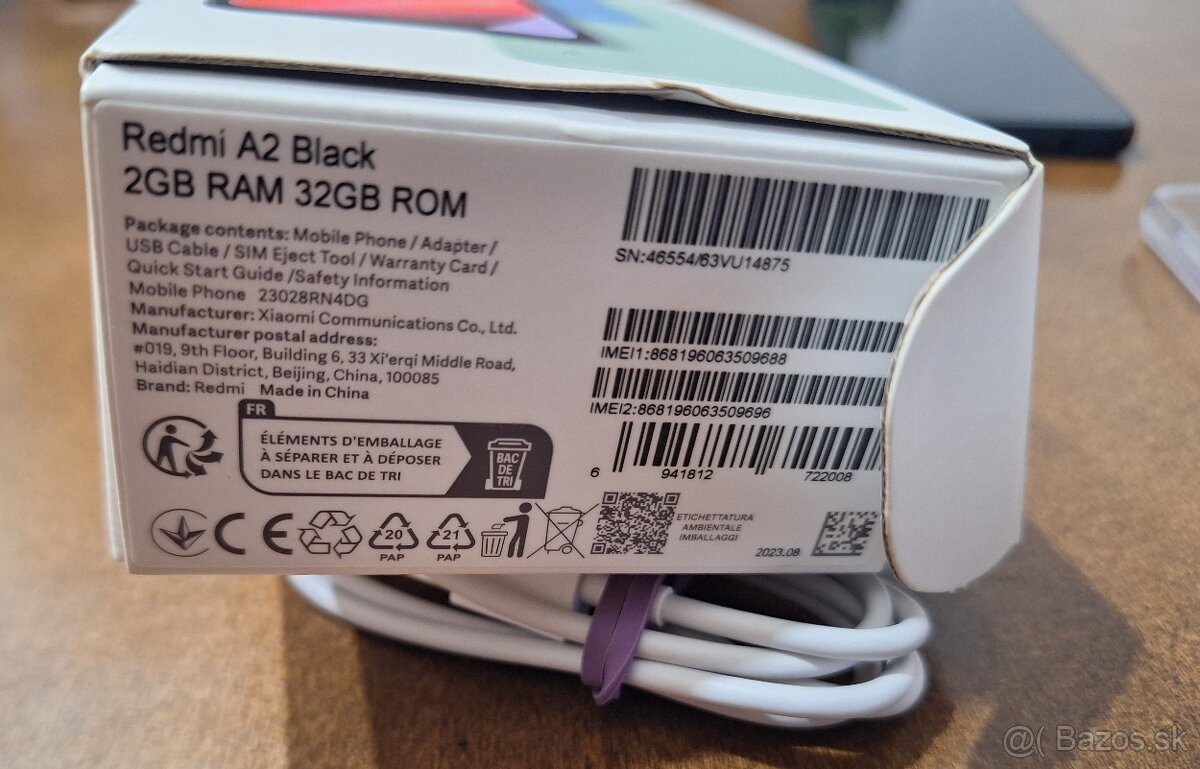 Redmi A2 Black
2GB RAM 32GB ROM
Package contents: Mobile Phone / Adapter /
USB Cable / SIM Eject Tool / Warranty Card /
Quick Start Guide /Safety Information
Mobile Phone 23028RN4DG
Manufacturer: Xiaomi Communications Co., Ltd.
Manufacturer postal address:
#019, 9th Floor, Building 6, 33 Xi'erqi Middle Road,
Haidian District, Beijing, China, 100085
Brand: Redmi Made in China
SN:46554/63VU14875
IMEI1:868196063509688
IMEI2:868196063509696
6 941812 722008
FR
ÉLÉMENTS D'EMBALLAGE
À SÉPARER ET À DÉPOSER
DANS LE BAC DE TRI
BAC
DE
TRI
CE
20
PAP
21
PAP
ETICHETTATURA
AMBIENTALE
IMBALLAGGI
2023.08
@( Bazos.sk